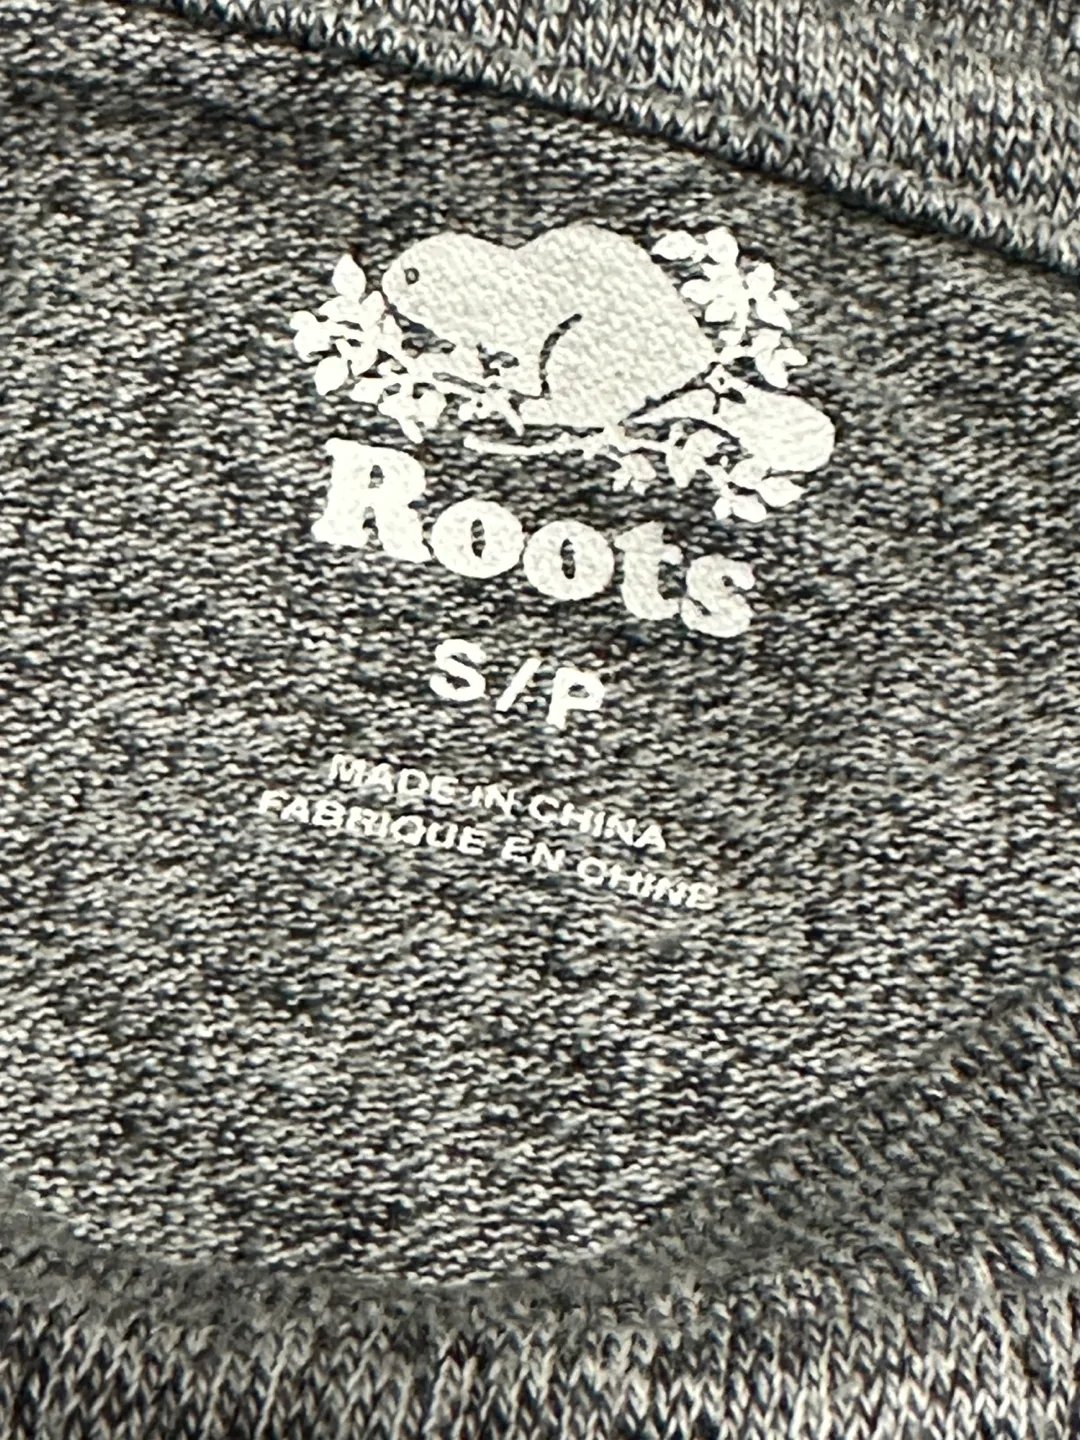 Roots
S/P
MADE IN CHINA
FABRIQUE EN CHINE